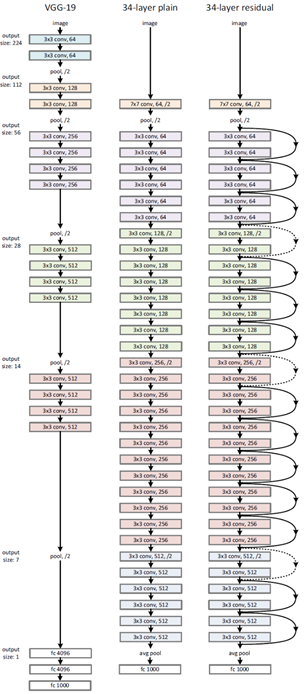 VGG-19
34-layer plain
34-layer residual
output
size: 224
output
size: 112
output
size: 56
output
size: 28
output
size: 14
output
size: 7
output
size: 1
image
3x3 conv, 64
3x3 conv, 64
pool, /2
3x3 conv, 128
3x3 conv, 128
pool, /2
3x3 conv, 256
3x3 conv, 256
3x3 conv, 256
3x3 conv, 256
pool, /2
3x3 conv, 512
3x3 conv, 512
3x3 conv, 512
3x3 conv, 512
pool, /2
3x3 conv, 512
3x3 conv, 512
3x3 conv, 512
3x3 conv, 512
pool, /2
fc 4096
fc 4096
fc 1000
image
7x7 conv, 64, /2
pool, /2
3x3 conv, 64
3x3 conv, 64
3x3 conv, 64
3x3 conv, 64
3x3 conv, 64
3x3 conv, 64
3x3 conv, 128, /2
3x3 conv, 128
3x3 conv, 128
3x3 conv, 128
3x3 conv, 128
3x3 conv, 128
3x3 conv, 128
3x3 conv, 128
3x3 conv, 256, /2
3x3 conv, 256
3x3 conv, 256
3x3 conv, 256
3x3 conv, 256
3x3 conv, 256
3x3 conv, 256
3x3 conv, 256
3x3 conv, 256
3x3 conv, 256
3x3 conv, 256
3x3 conv, 256
3x3 conv, 512, /2
3x3 conv, 512
3x3 conv, 512
3x3 conv, 512
3x3 conv, 512
3x3 conv, 512
avg pool
fc 1000
image
7x7 conv, 64, /2
pool, /2
3x3 conv, 64
3x3 conv, 64
3x3 conv, 64
3x3 conv, 64
3x3 conv, 64
3x3 conv, 64
3x3 conv, 128, /2
3x3 conv, 128
3x3 conv, 128
3x3 conv, 128
3x3 conv, 128
3x3 conv, 128
3x3 conv, 128
3x3 conv, 128
3x3 conv, 256, /2
3x3 conv, 256
3x3 conv, 256
3x3 conv, 256
3x3 conv, 256
3x3 conv, 256
3x3 conv, 256
3x3 conv, 256
3x3 conv, 256
3x3 conv, 256
3x3 conv, 256
3x3 conv, 256
3x3 conv, 512, /2
3x3 conv, 512
3x3 conv, 512
3x3 conv, 512
3x3 conv, 512
3x3 conv, 512
avg pool
fc 1000